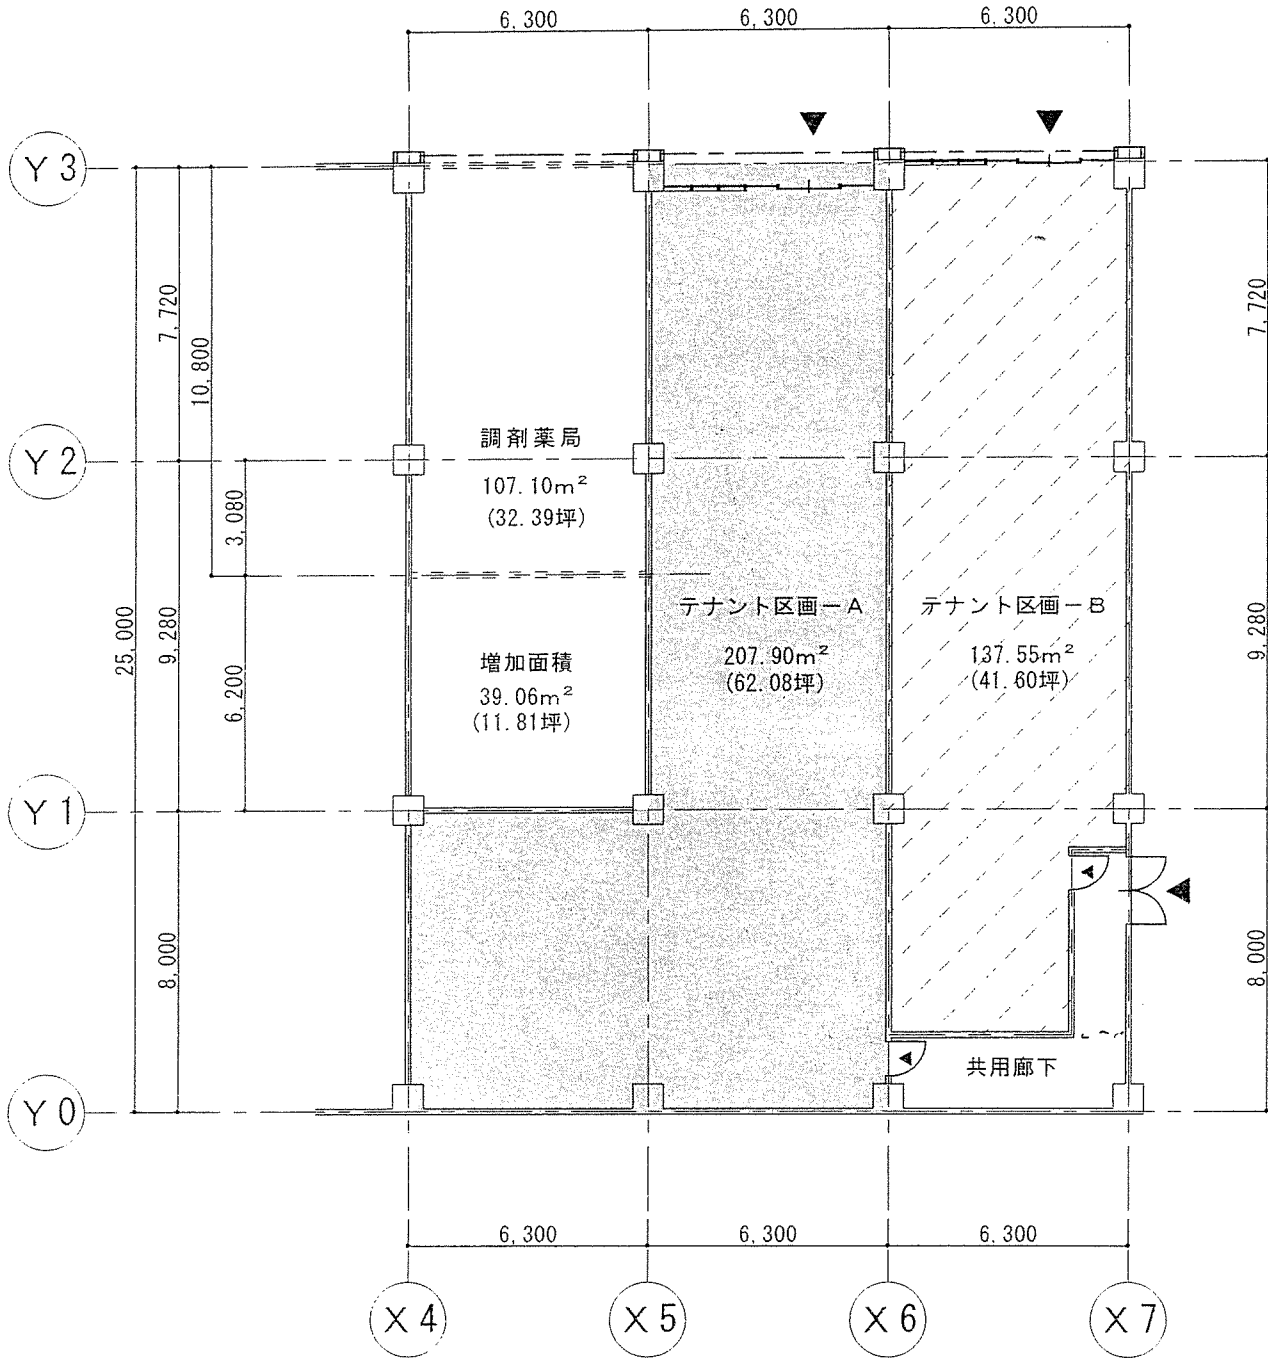 6,300
6,300
6,300
Y3
7,720
7,720
10,800
調剤薬局
107.10m²
(32.39坪)
Y2
3,080
25,000
9,280
9,280
6,200
テナント区画－A
207.90m²
(62.08坪)
テナント区画－B
137.55m²
(41.60坪)
増加面積
39.06m²
(11.81坪)
Y1
8,000
8,000
共用廊下
Y0
6,300
6,300
6,300
X4
X5
X6
X7